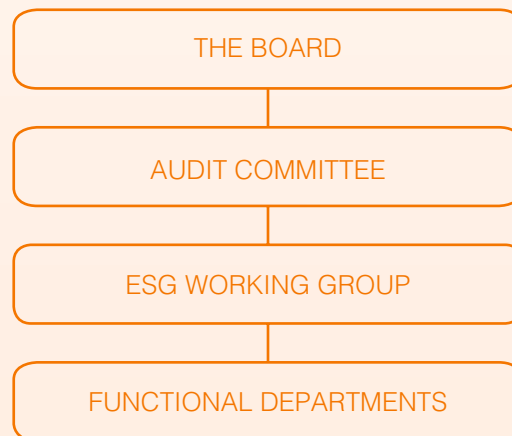 THE BOARD
AUDIT COMMITTEE
ESG WORKING GROUP
FUNCTIONAL DEPARTMENTS